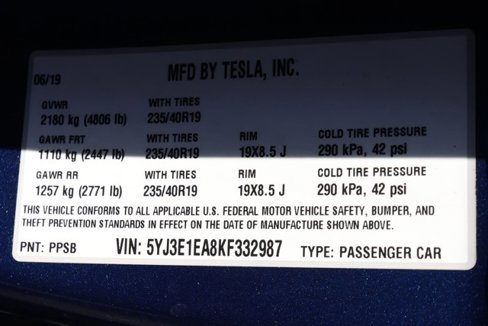 06/19 MFD BY TESLA, INC.
GVWR WITH TIRES
2180 kg (4806 lb) 235/40R19
GAWR FRT WITH TIRES RIM COLD TIRE PRESSURE
1110 kg (2447 lb) 235/40R19 19X8.5 J 290 kPa, 42 psi
GAWR RR WITH TIRES RIM COLD TIRE PRESSURE
1257 kg (2771 lb) 235/40R19 19X8.5 J 290 kPa, 42 psi
THIS VEHICLE CONFORMS TO ALL APPLICABLE U.S. FEDERAL MOTOR VEHICLE SAFETY, BUMPER, AND
THEFT PREVENTION STANDARDS IN EFFECT ON THE DATE OF MANUFACTURE SHOWN ABOVE.
PNT: PPSB VIN: 5YJ3E1EA8KF332987 TYPE: PASSENGER CAR